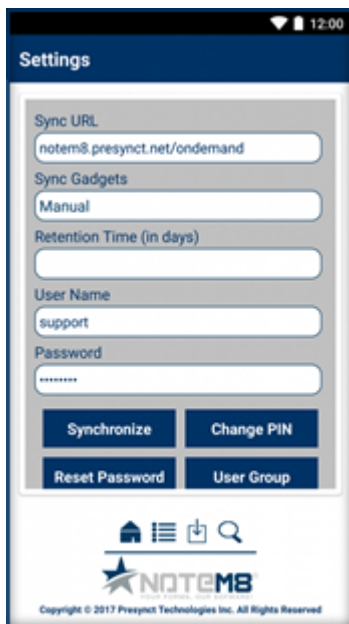 12:00
Settings
Sync URL
notem8.presynct.net/ondemand
Sync Gadgets
Manual
Retention Time (in days)
User Name
support
Password
••••••••
Synchronize
Change PIN
Reset Password
User Group
NOTEM8
YOUR FORMS. OUR SOFTWARE.
Copyright © 2017 Presynct Technologies Inc. All Rights Reserved